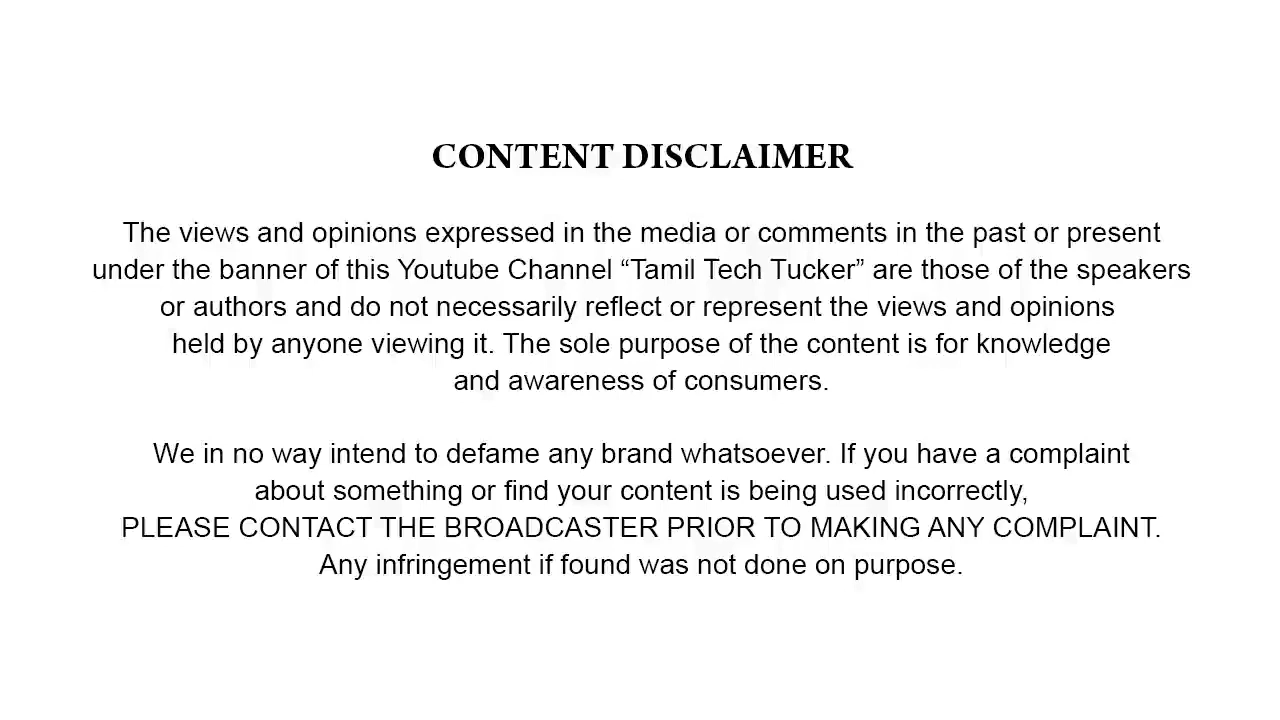 CONTENT DISCLAIMER
The views and opinions expressed in the media or comments in the past or present
under the banner of this Youtube Channel “Tamil Tech Tucker” are those of the speakers
or authors and do not necessarily reflect or represent the views and opinions
held by anyone viewing it. The sole purpose of the content is for knowledge
and awareness of consumers.
We in no way intend to defame any brand whatsoever. If you have a complaint
about something or find your content is being used incorrectly,
PLEASE CONTACT THE BROADCASTER PRIOR TO MAKING ANY COMPLAINT.
Any infringement if found was not done on purpose.